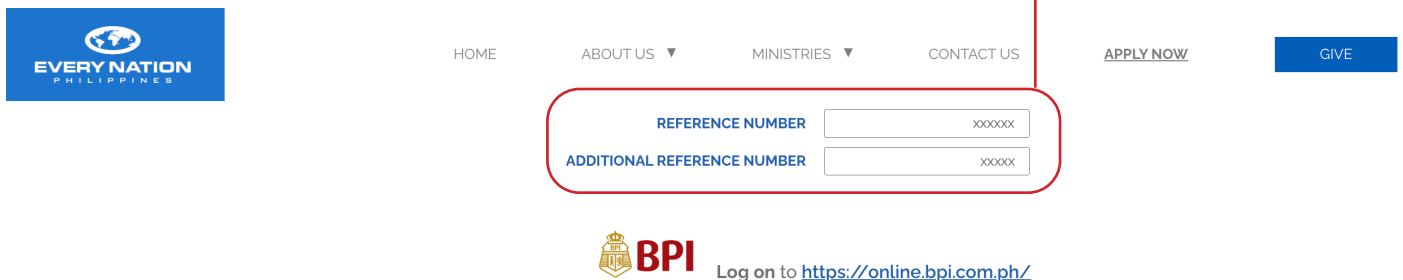 EVERY NATION
PHILIPPINES
HOME ABOUT US ▼ MINISTRIES ▼ CONTACT US APPLY NOW GIVE
REFERENCE NUMBER xxxxxx
ADDITIONAL REFERENCE NUMBER xxxxx
BPI BPI Log on to https://online.bpi.com.ph/